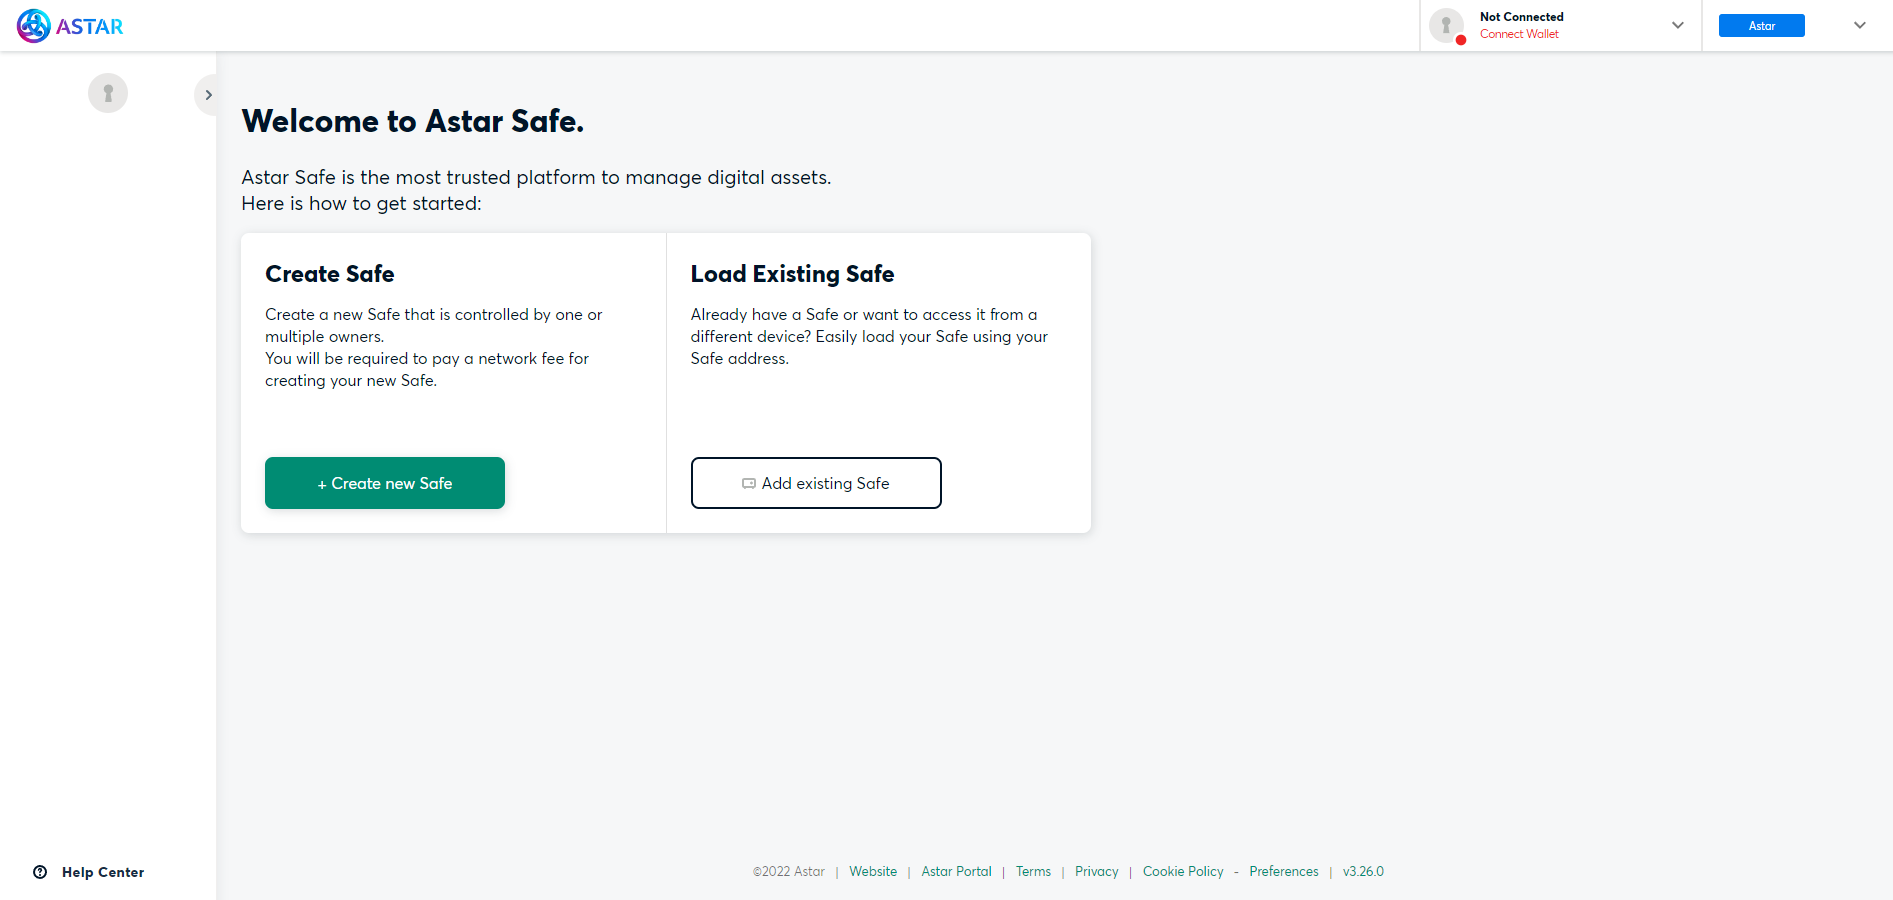 ASTAR
Not Connected
Connect Wallet
Astar
Welcome to Astar Safe.
Astar Safe is the most trusted platform to manage digital assets.
Here is how to get started:
Create Safe
Create a new Safe that is controlled by one or
multiple owners.
You will be required to pay a network fee for
creating your new Safe.
+ Create new Safe
Load Existing Safe
Already have a Safe or want to access it from a
different device? Easily load your Safe using your
Safe address.
Add existing Safe
Help Center
©2022 Astar | Website | Astar Portal | Terms | Privacy | Cookie Policy - Preferences | v3.26.0